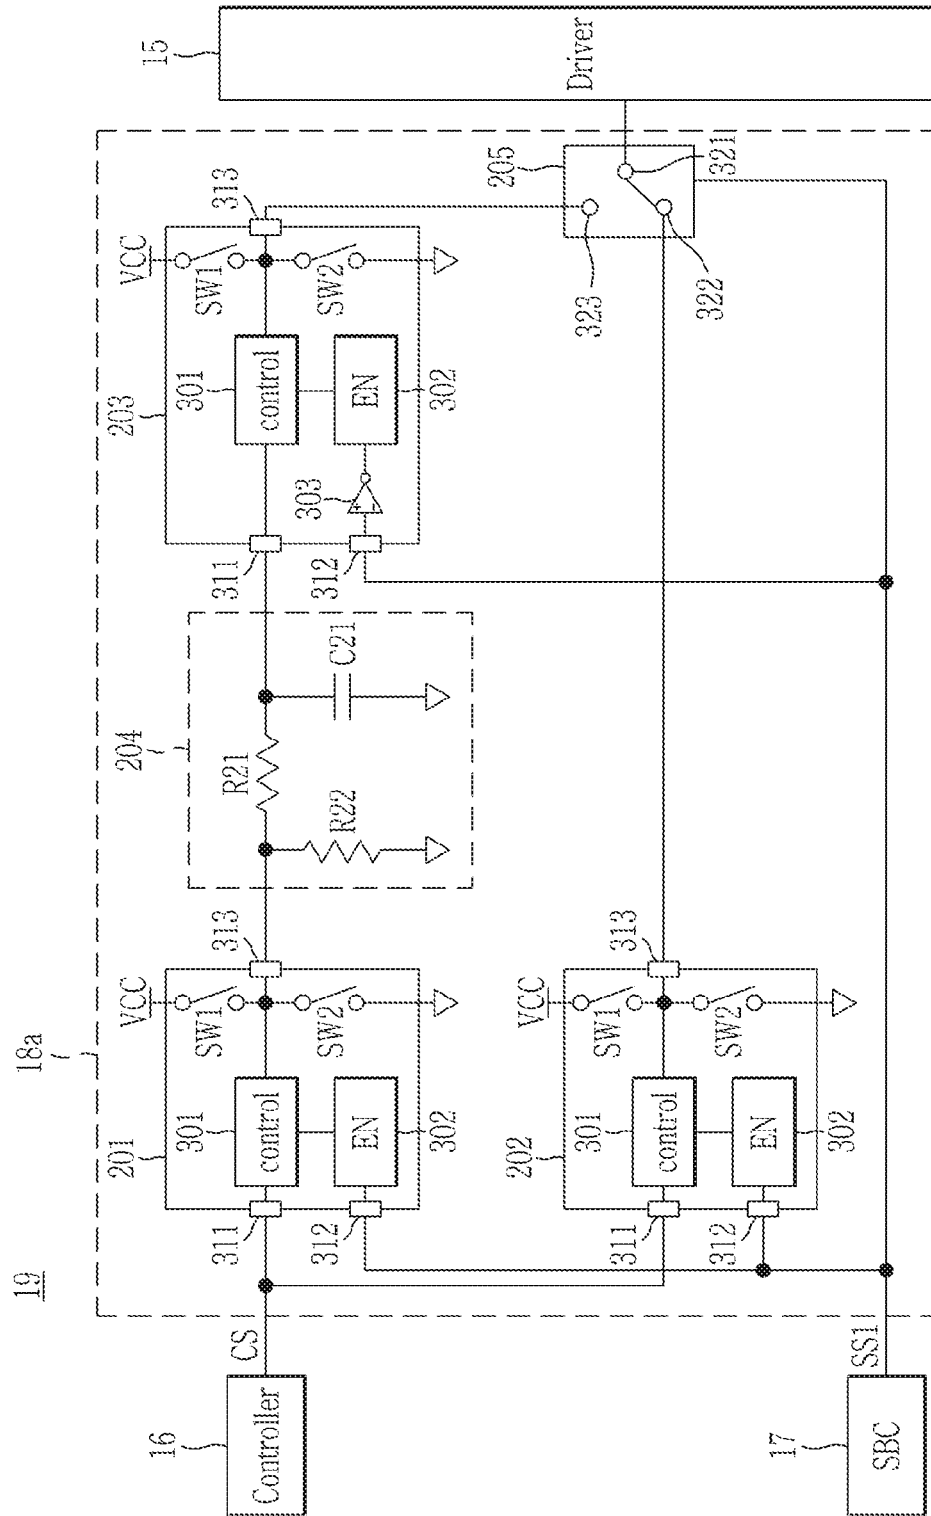 19
18a
16
Controller
CS
17
SBC
SS1
201
311
301
control
312
EN
302
VCC
SW1
SW2
313
202
311
301
control
312
EN
302
VCC
SW1
SW2
313
204
R21
R22
C21
203
311
301
control
312
303
+
-
EN
302
VCC
SW1
SW2
313
205
323
321
322
15
Driver